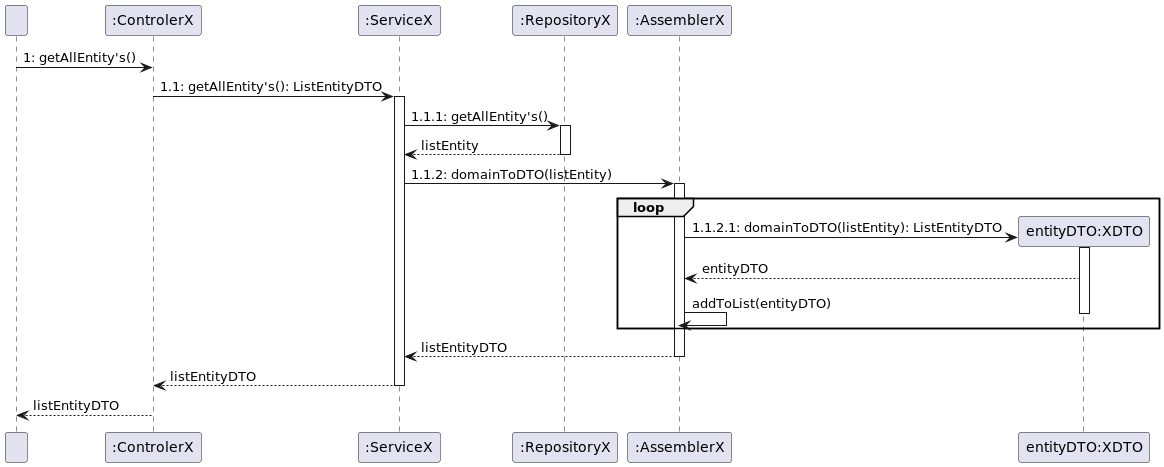 :ControlerX
:ServiceX
:RepositoryX
:AssemblerX
1: getAllEntity's()
1.1: getAllEntity's(): ListEntityDTO
1.1.1: getAllEntity's()
listEntity
1.1.2: domainToDTO(listEntity)
loop
1.1.2.1: domainToDTO(listEntity): ListEntityDTO
entityDTO:XDTO
entityDTO
addToList(entityDTO)
listEntityDTO
listEntityDTO
listEntityDTO
:ControlerX
:ServiceX
:RepositoryX
:AssemblerX
entityDTO:XDTO